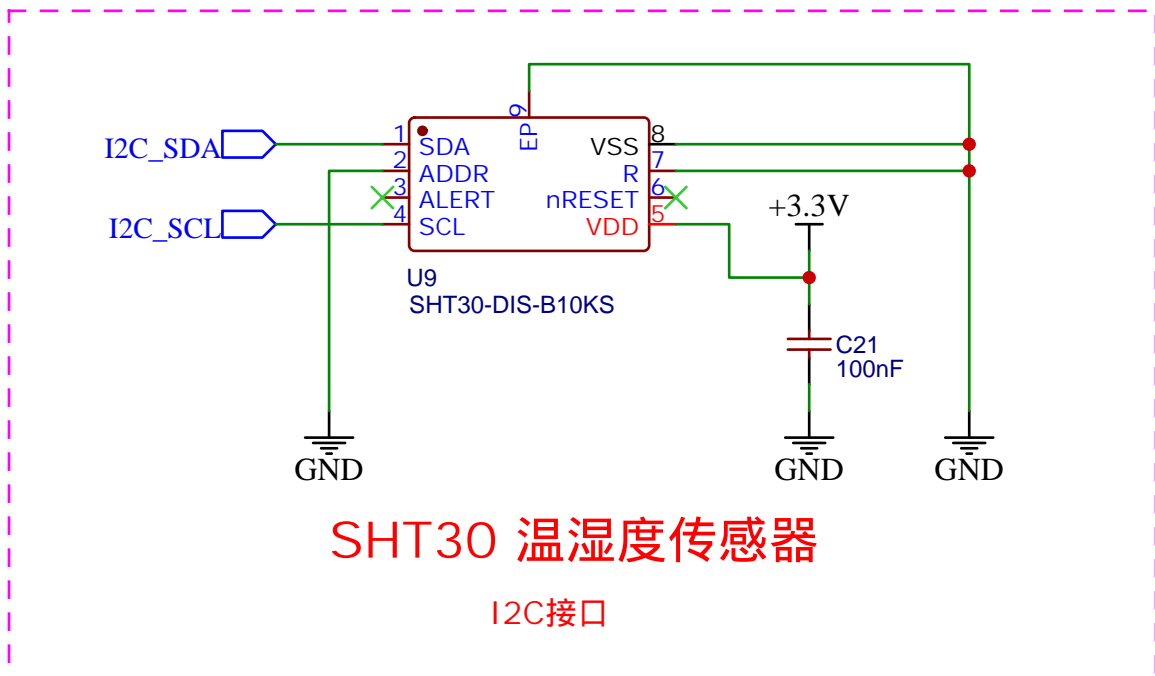 EP 9
I2C_SDA
1 SDA
VSS 8
2 ADDR
R 7
3 ALERT
nRESET 6
+3.3V
I2C_SCL
4 SCL
VDD 5
U9
SHT30-DIS-B10KS
C21
100nF
GND
GND
GND
SHT30 温湿度传感器
I2C接口